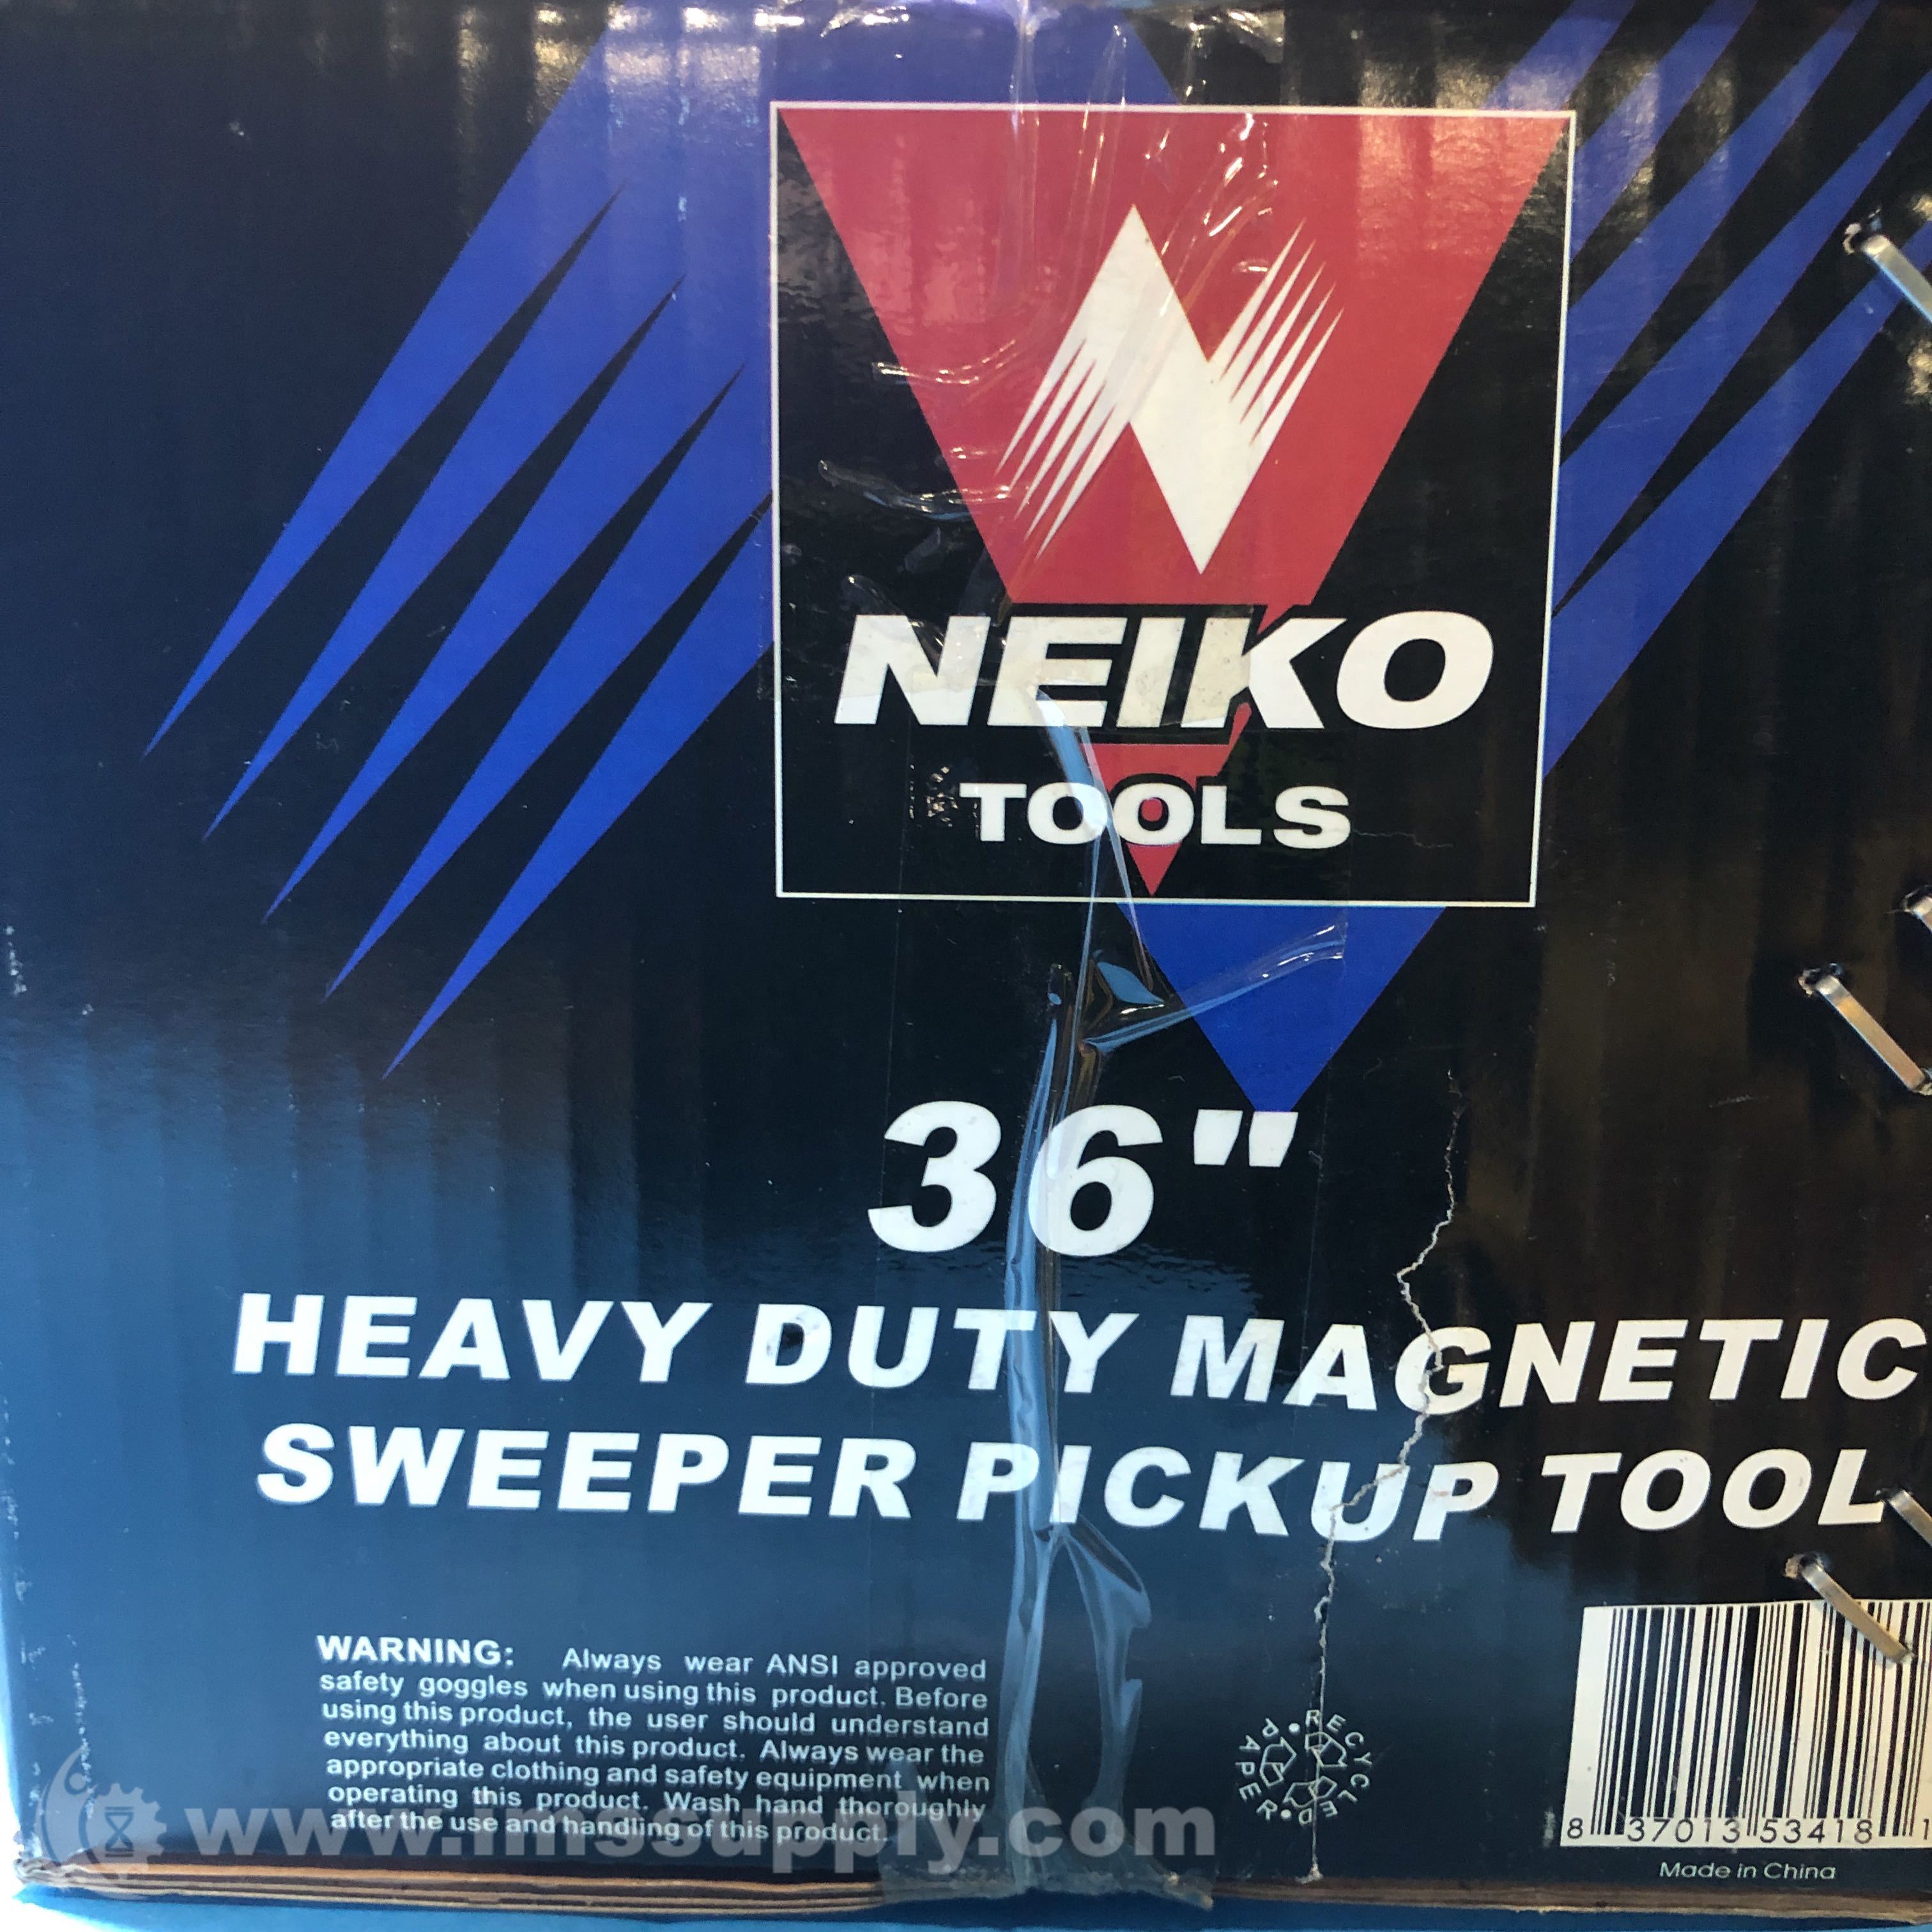 NEIKO
TOOLS
36"
HEAVY DUTY MAGNETIC
SWEEPER PICKUP TOOL
WARNING: Always wear ANSI approved
safety goggles when using this product. Before
using this product, the user should understand
everything about this product. Always wear the
appropriate clothing and safety equipment when
operating this product. Wash hand thoroughly
after the use and handling of this product.
RECYCLED PAPER
8 37013 53418 1
Made in China
www.imssupply.com